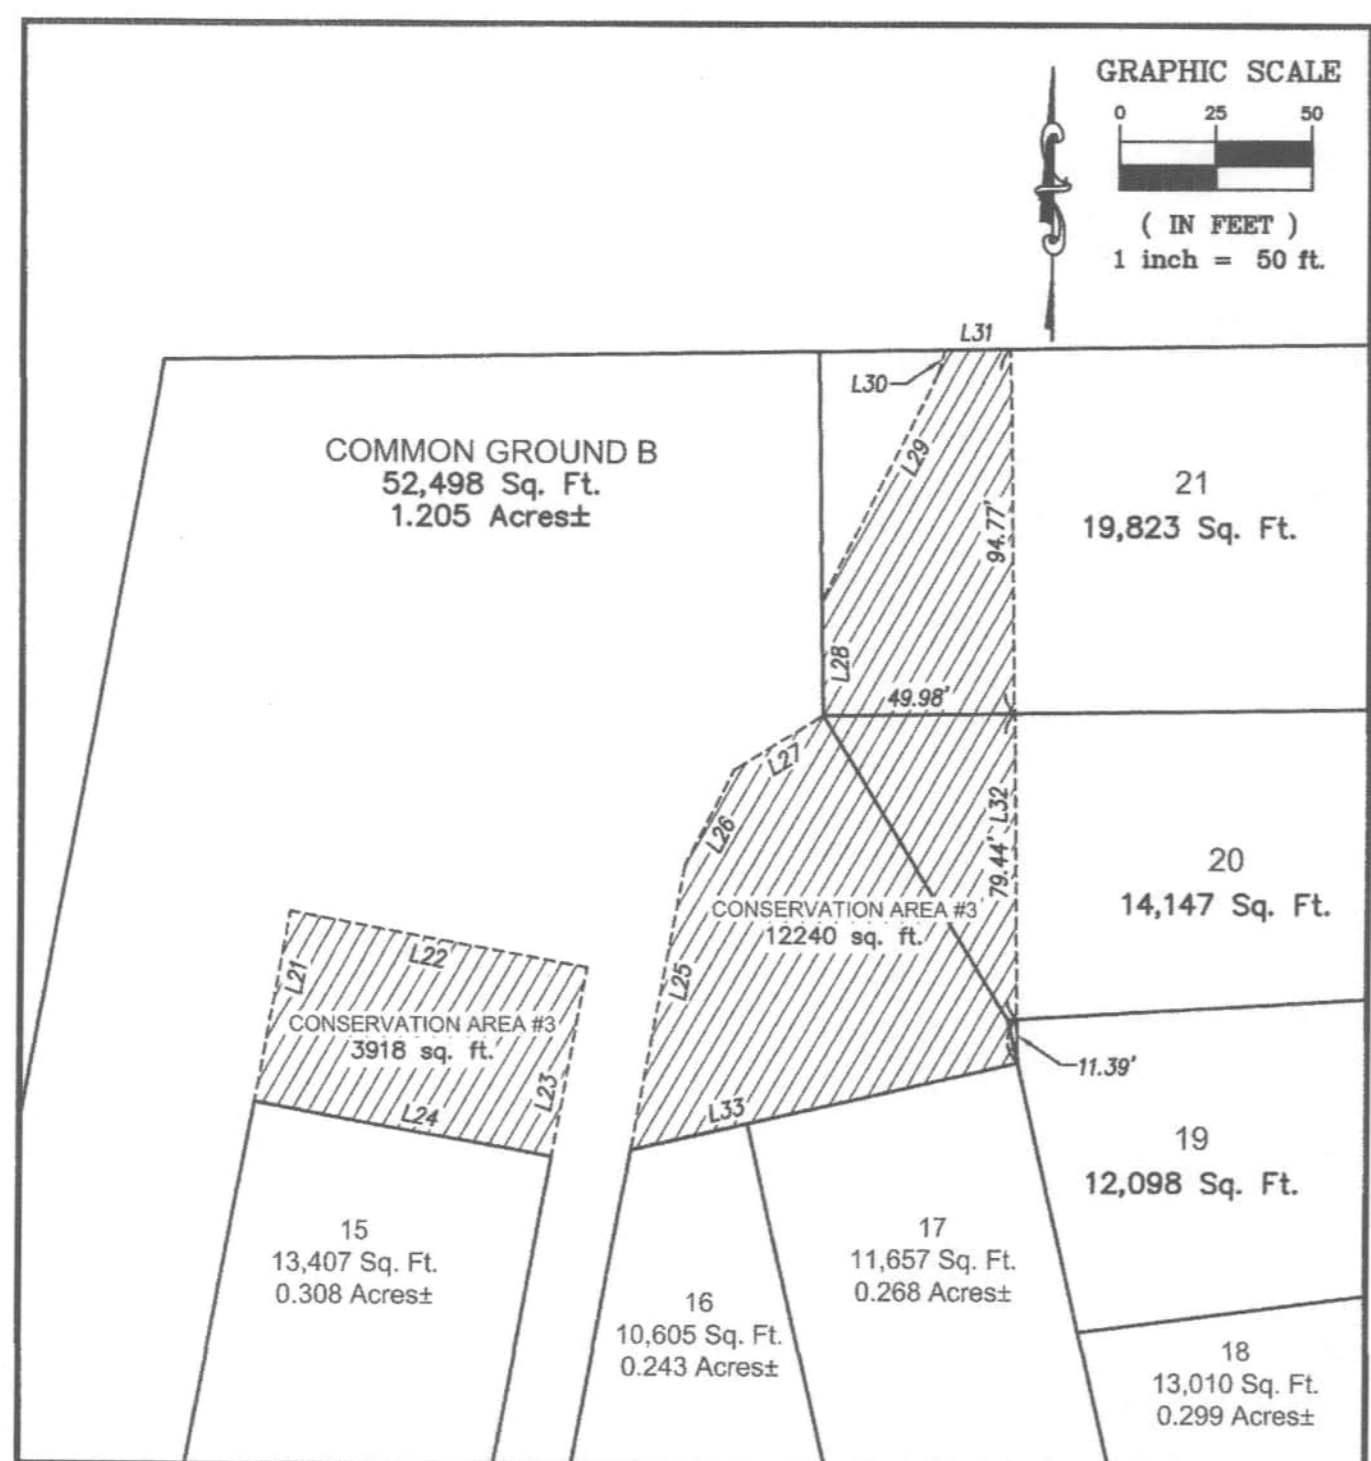 GRAPHIC SCALE
0 25 50
( IN FEET )
1 inch = 50 ft.
L31
L30
COMMON GROUND B
52,498 Sq. Ft.
1.205 Acres±
L29
94.77'
21
19,823 Sq. Ft.
L28
49.98'
L27
L26
L32
79.44'
20
14,147 Sq. Ft.
CONSERVATION AREA #3
12240 sq. ft.
L22
L21
L25
CONSERVATION AREA #3
3918 sq. ft.
L23
L24
L33
11.39'
19
12,098 Sq. Ft.
15
13,407 Sq. Ft.
0.308 Acres±
16
10,605 Sq. Ft.
0.243 Acres±
17
11,657 Sq. Ft.
0.268 Acres±
18
13,010 Sq. Ft.
0.299 Acres±